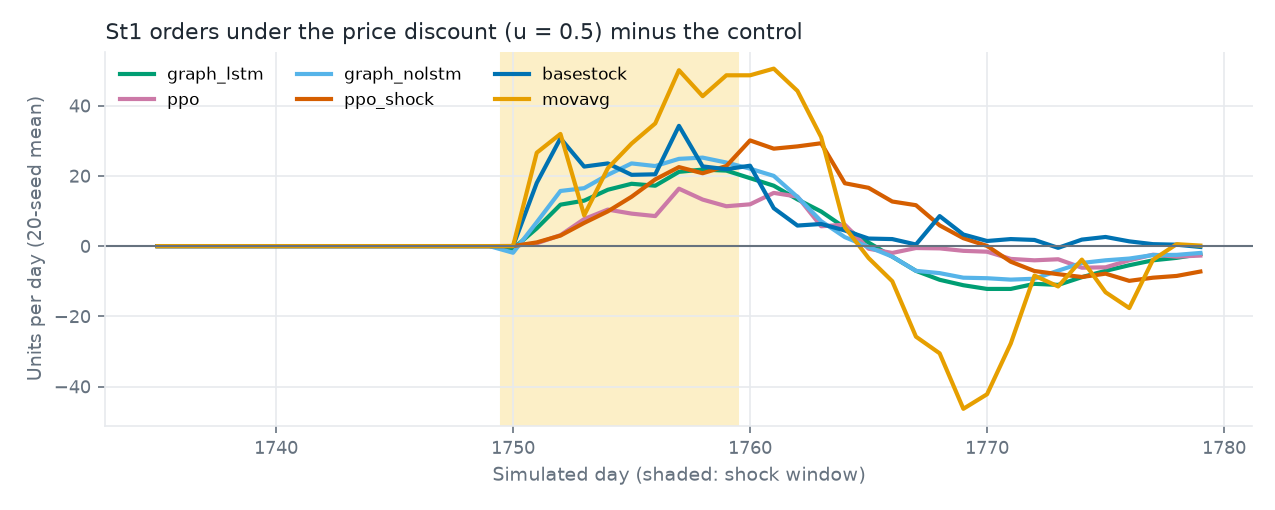 St1 orders under the price discount (u = 0.5) minus the control
graph_lstm graph_nolstm basestock
ppo ppo_shock movavg
Units per day (20-seed mean)
40
20
0
−20
−40
1740 1750 1760 1770 1780
Simulated day (shaded: shock window)